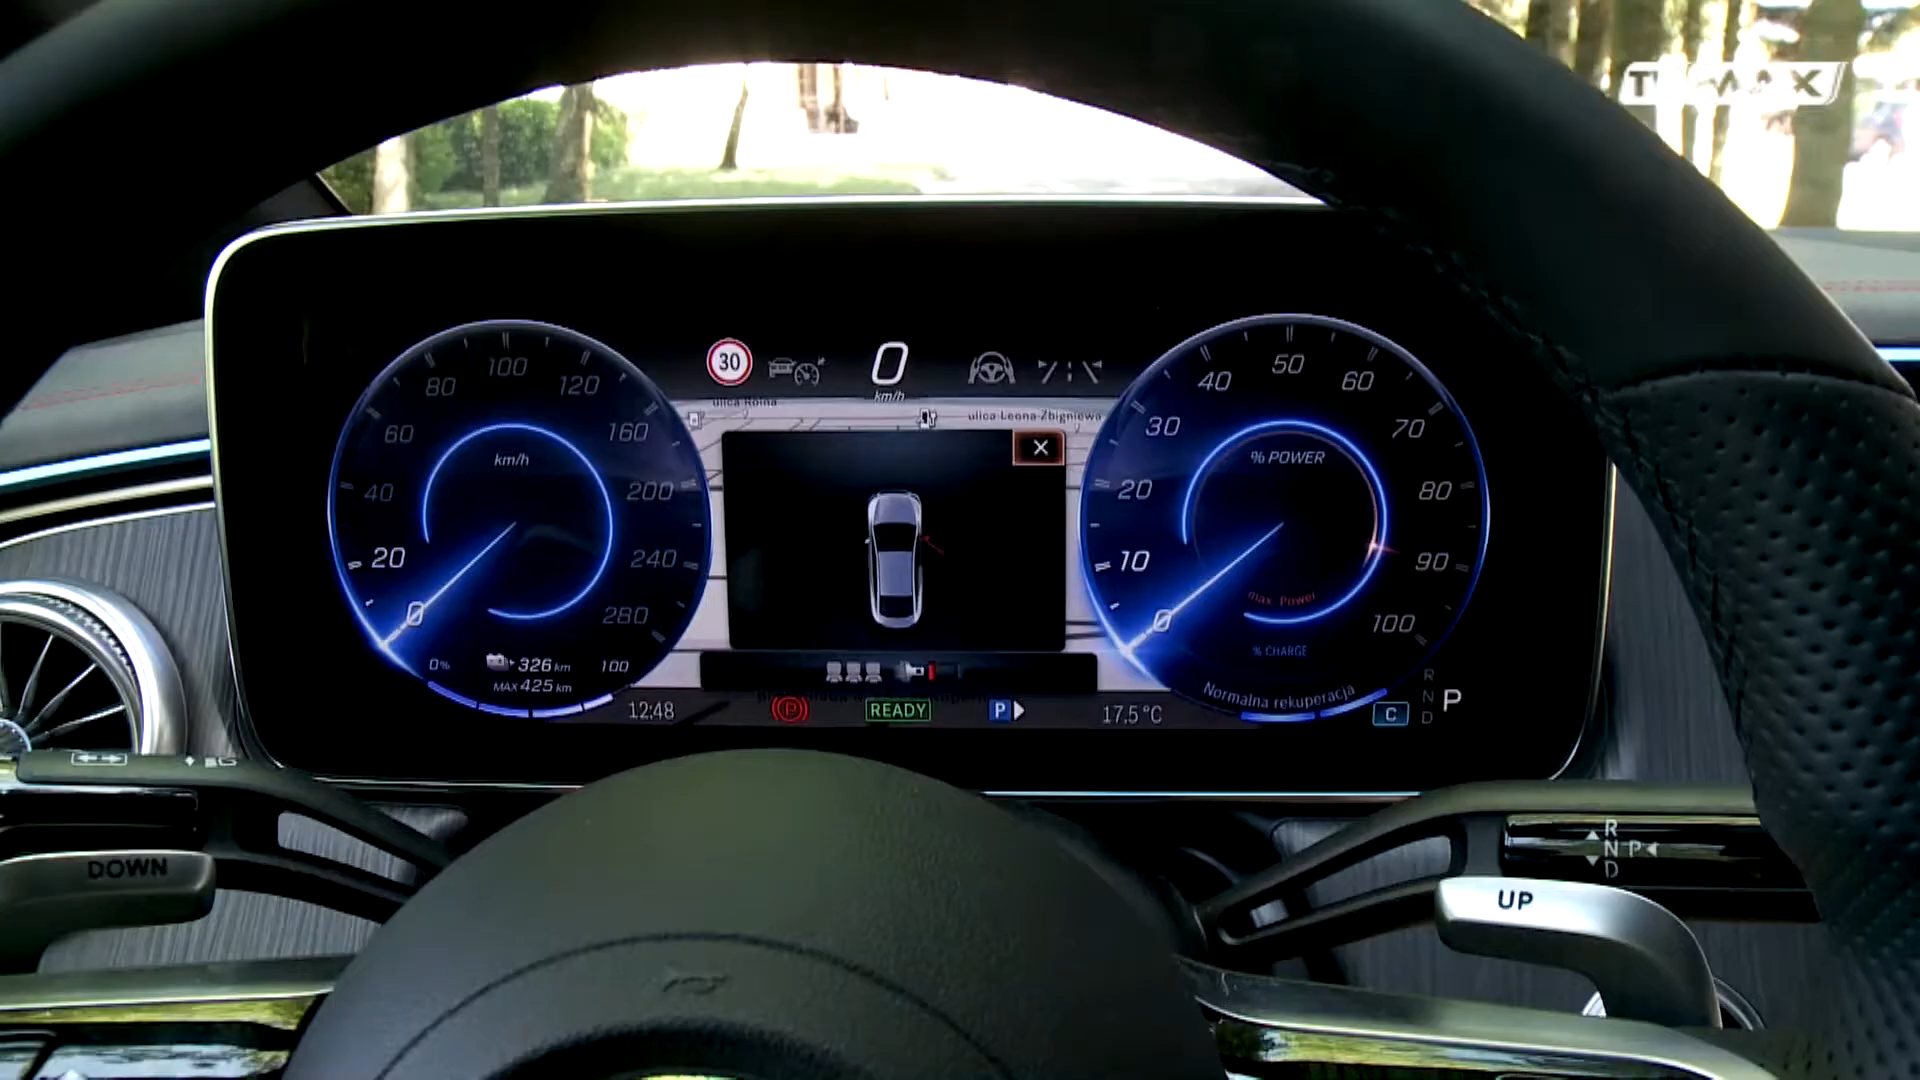 30
0
km/h
ulica Rolna
ulica Leona Zbigniewa
km/h
0
20
40
60
80
100
120
160
200
240
280
0%
326 km
100
MAX 425 km
% POWER
0
10
20
30
40
50
60
70
80
90
100
max. Power
% CHARGE
Normalna rekuperacja
12:48
P
READY
P
17.5 °C
C
R
N
D
P
DOWN
R
N P
D
UP